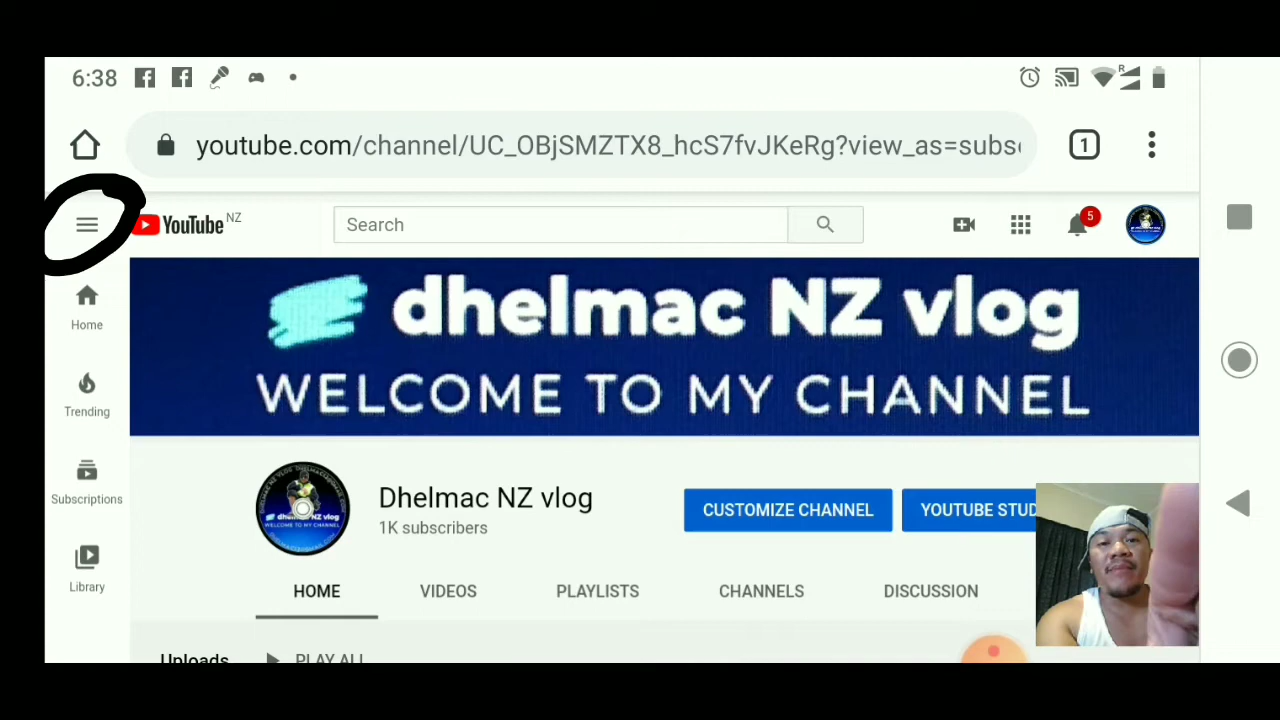 6:38
R
youtube.com/channel/UC_OBjSMZTX8_hcS7fvJKeRg?view_as=subs
1
YouTube NZ
Search
5
dhelmac NZ vlog
WELCOME TO MY CHANNEL
Home
Trending
Subscriptions
Library
Dhelmac NZ vlog
1K subscribers
CUSTOMIZE CHANNEL
YOUTUBE STUD
HOME VIDEOS PLAYLISTS CHANNELS DISCUSSION
Uploads PLAY ALL